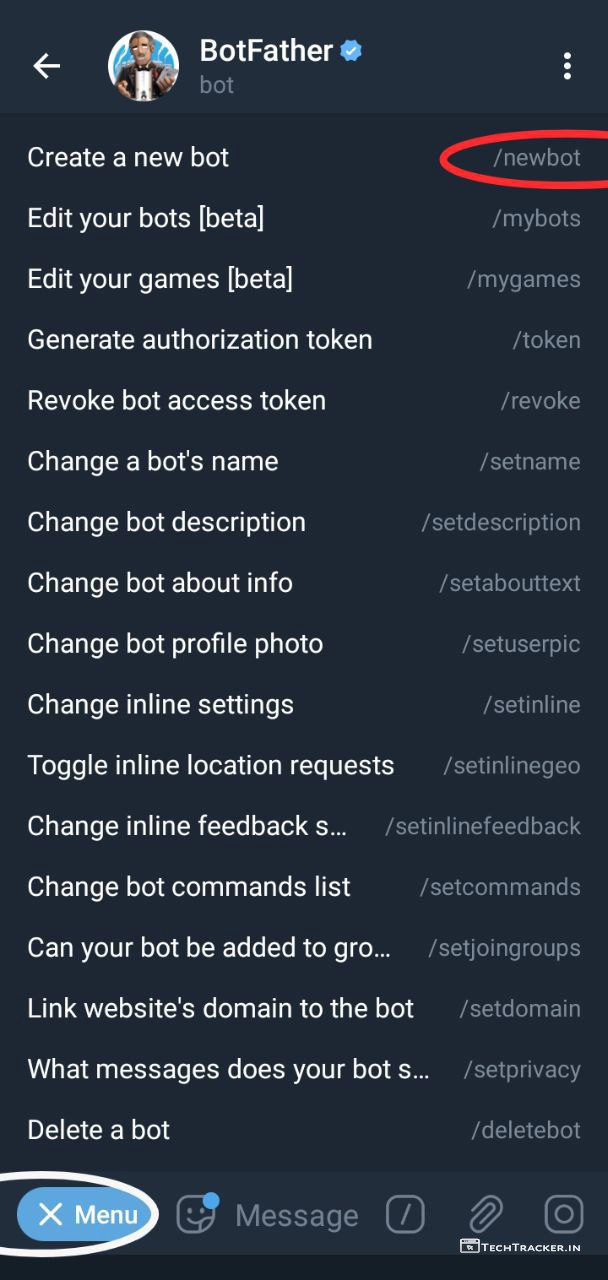 BotFather
bot
Create a new bot /newbot
Edit your bots [beta] /mybots
Edit your games [beta] /mygames
Generate authorization token /token
Revoke bot access token /revoke
Change a bot's name /setname
Change bot description /setdescription
Change bot about info /setabouttext
Change bot profile photo /setuserpic
Change inline settings /setinline
Toggle inline location requests /setinlinegeo
Change inline feedback s... /setinlinefeedback
Change bot commands list /setcommands
Can your bot be added to gro... /setjoingroups
Link website's domain to the bot /setdomain
What messages does your bot s... /setprivacy
Delete a bot /deletebot
Menu Message /
TechTracker.in